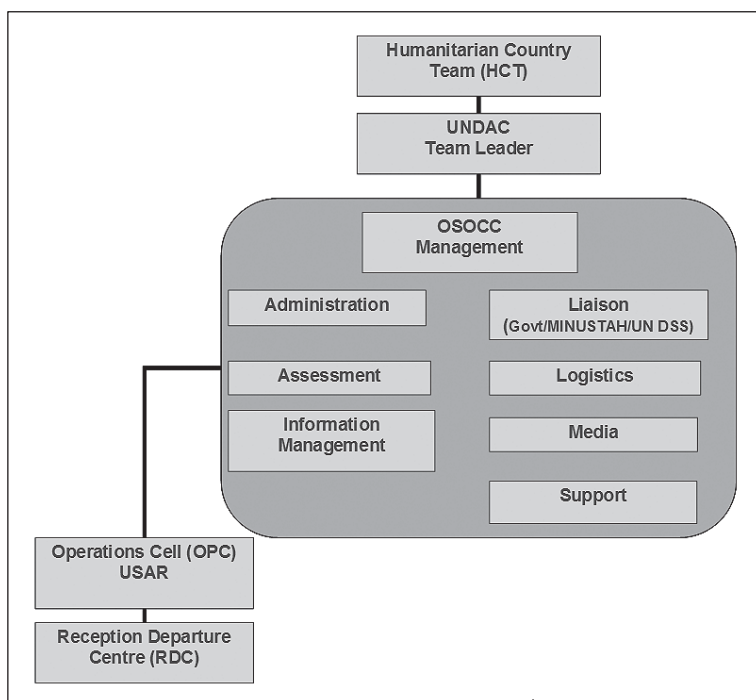 Humanitarian Country
Team (HCT)
UNDAC
Team Leader
OSOCC
Management
Administration
Liaison
(Govt/MINUSTAH/UN DSS)
Assessment
Logistics
Information
Management
Media
Support
Operations Cell (OPC)
USAR
Reception Departure
Centre (RDC)